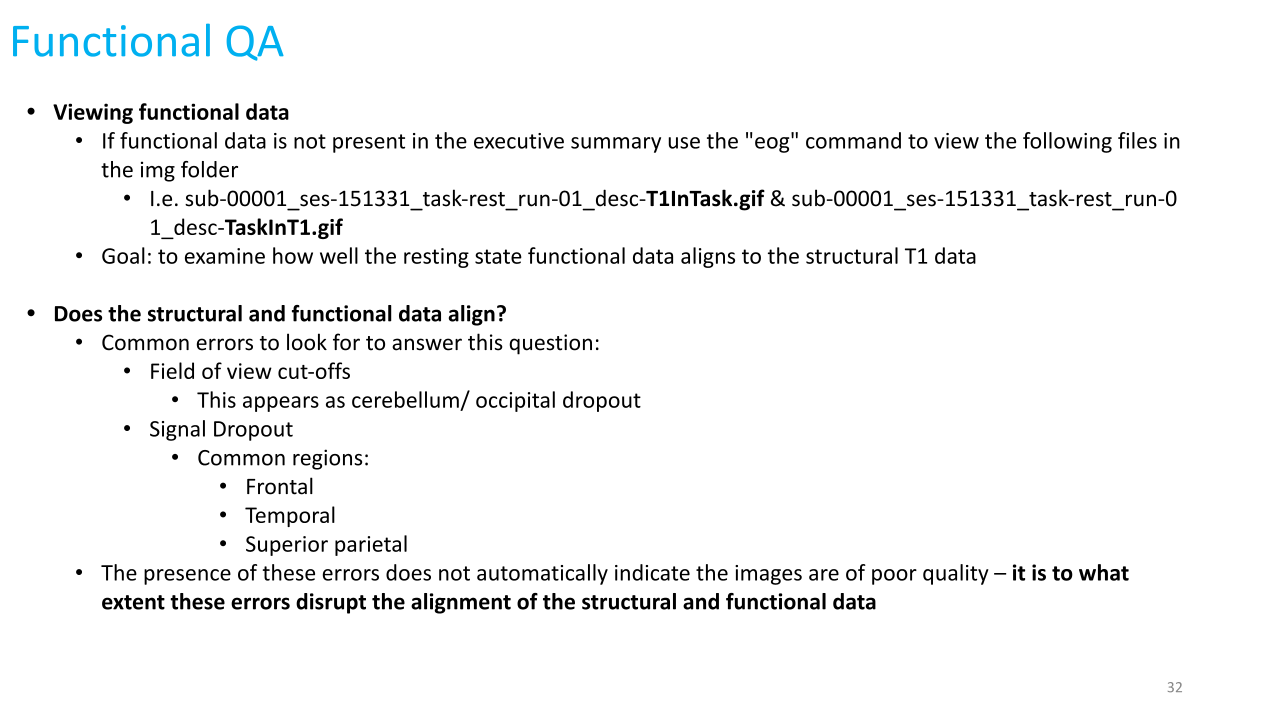 Functional QA
• Viewing functional data
• If functional data is not present in the executive summary use the "eog" command to view the following files in
the img folder
• I.e. sub-00001_ses-151331_task-rest_run-01_desc-T1InTask.gif & sub-00001_ses-151331_task-rest_run-0
1_desc-TaskInT1.gif
• Goal: to examine how well the resting state functional data aligns to the structural T1 data
• Does the structural and functional data align?
• Common errors to look for to answer this question:
• Field of view cut-offs
• This appears as cerebellum/ occipital dropout
• Signal Dropout
• Common regions:
• Frontal
• Temporal
• Superior parietal
• The presence of these errors does not automatically indicate the images are of poor quality – it is to what
extent these errors disrupt the alignment of the structural and functional data
32